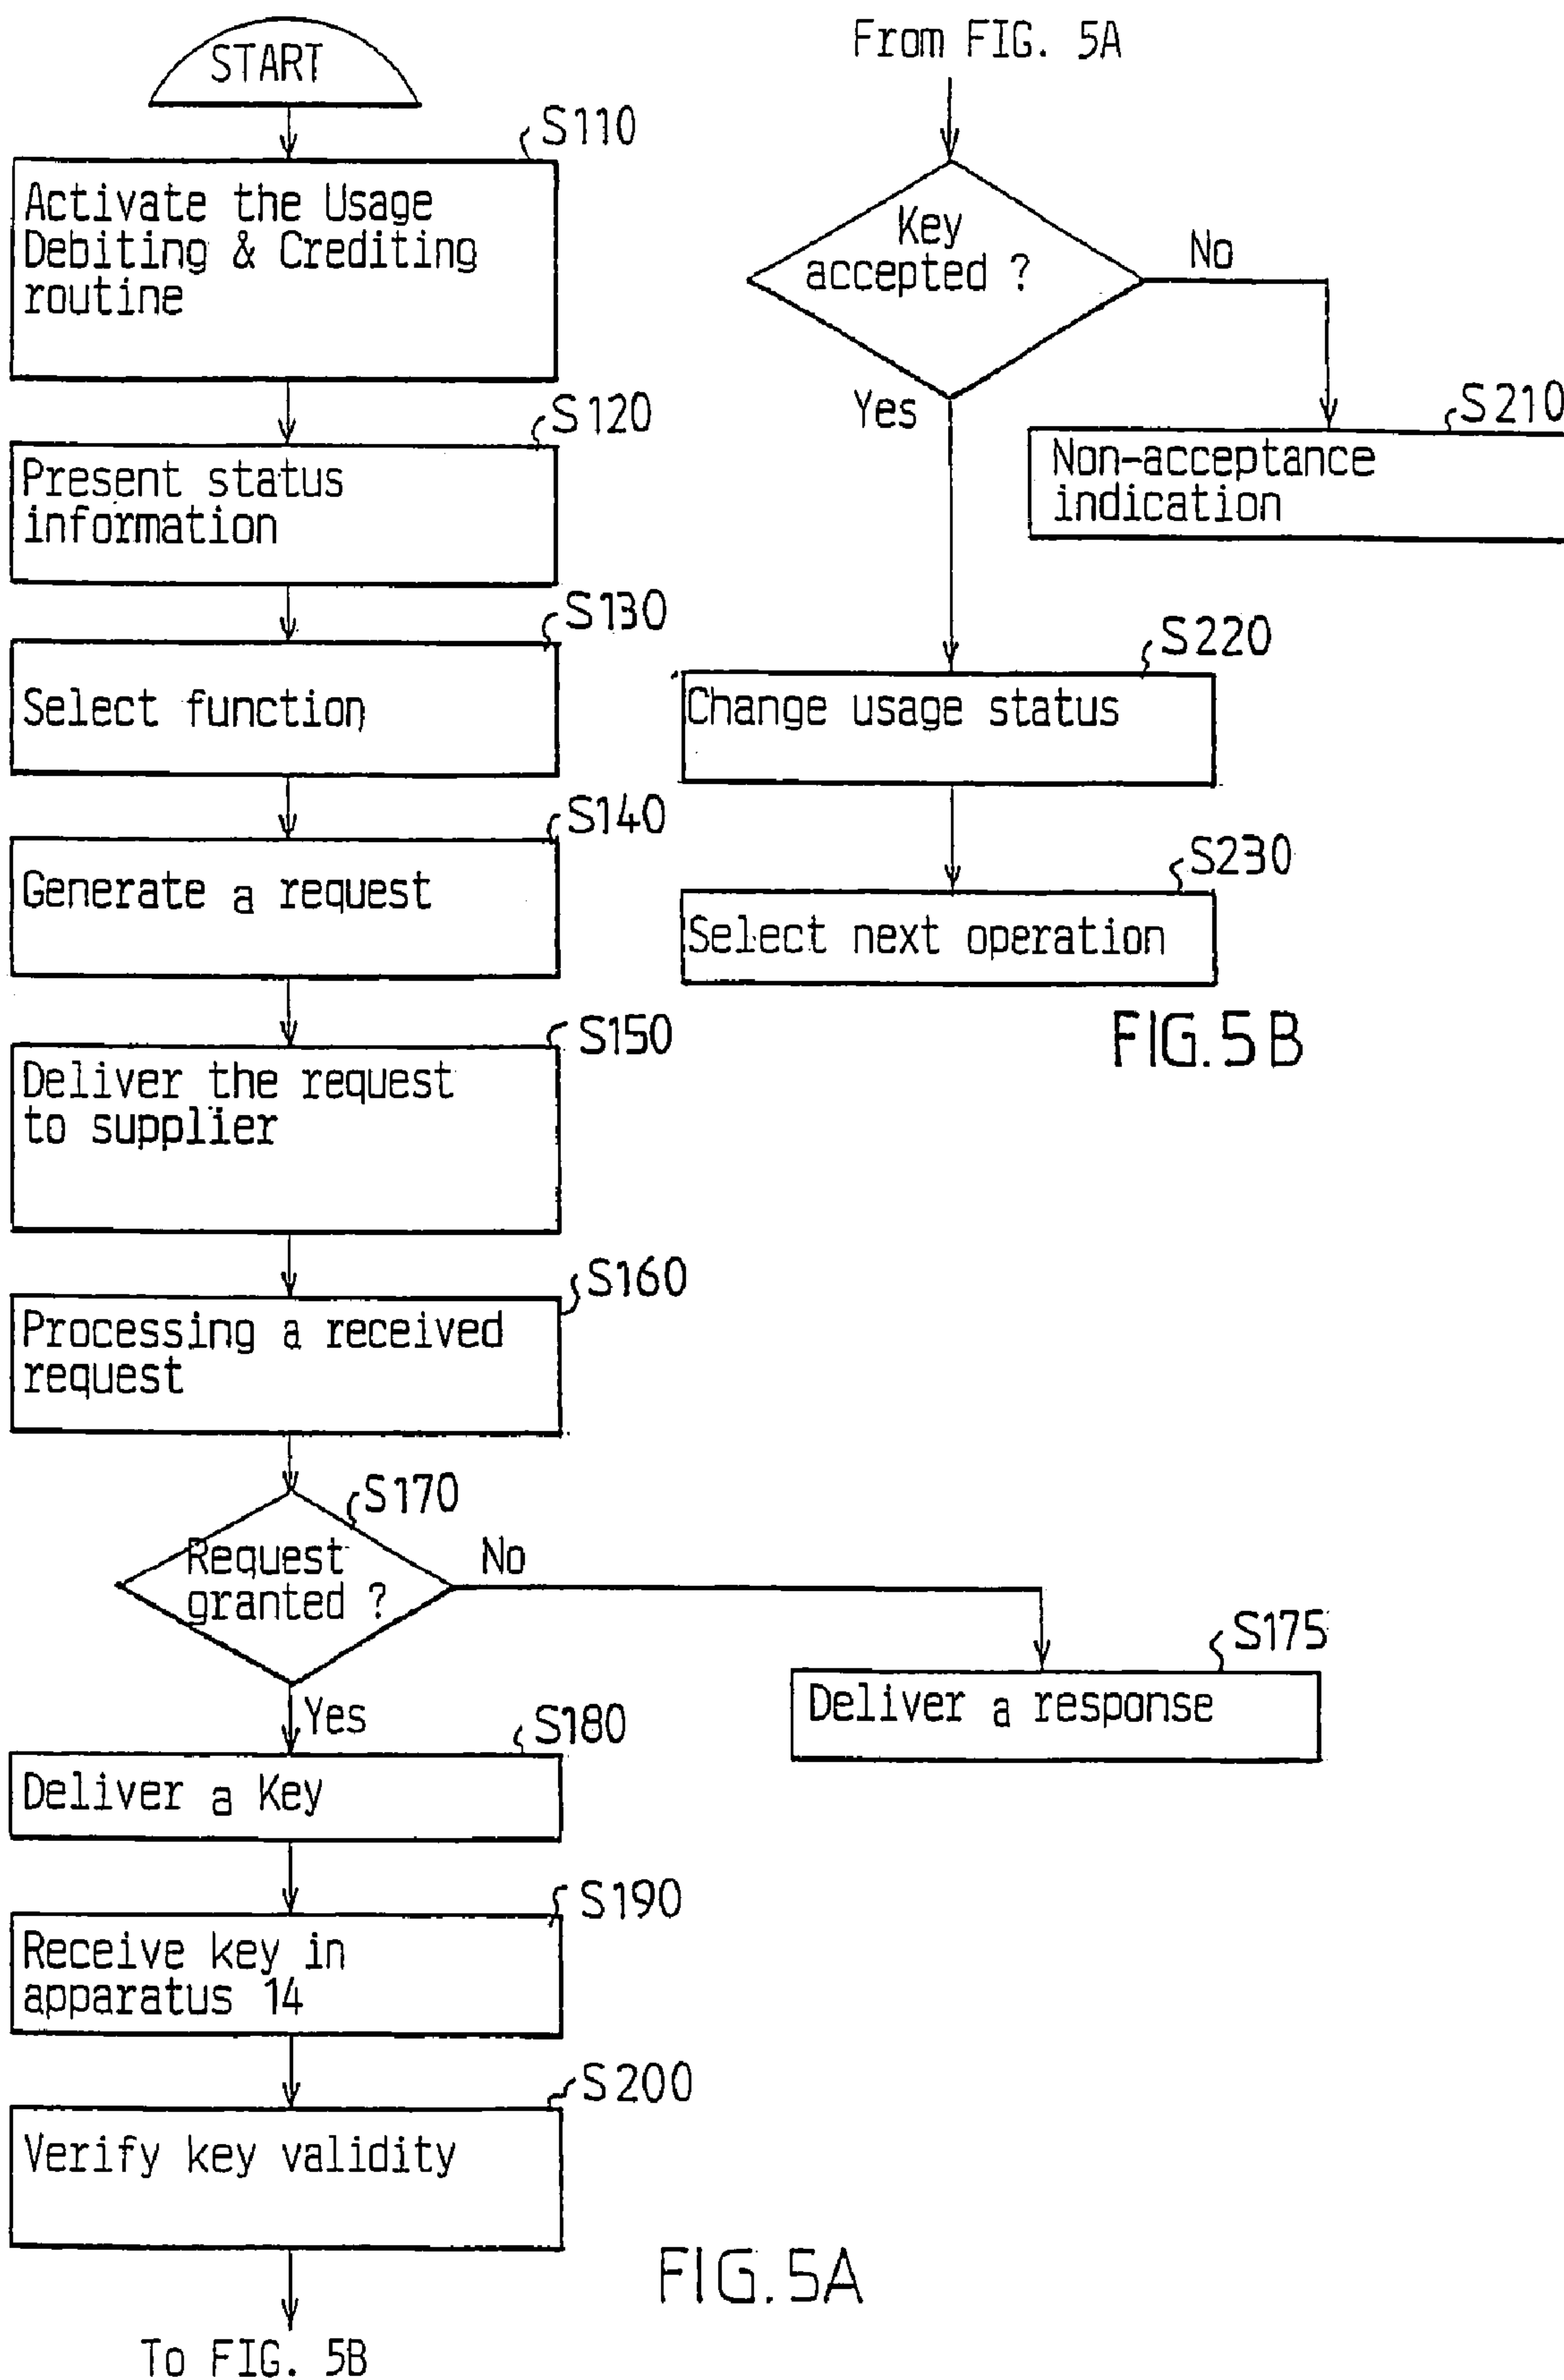 START
S110
Activate the Usage
Debiting & Crediting
routine
S120
Present status
information
S130
Select function
S140
Generate a request
S150
Deliver the request
to supplier
S160
Processing a received
request
S170
Request
granted ?
No
S175
Deliver a response
Yes
S180
Deliver a Key
S190
Receive key in
apparatus 14
S200
Verify key validity
FIG. 5A
To FIG. 5B
From FIG. 5A
Key
accepted ?
No
Yes
S210
Non-acceptance
indication
S220
Change usage status
S230
Select next operation
FIG. 5B